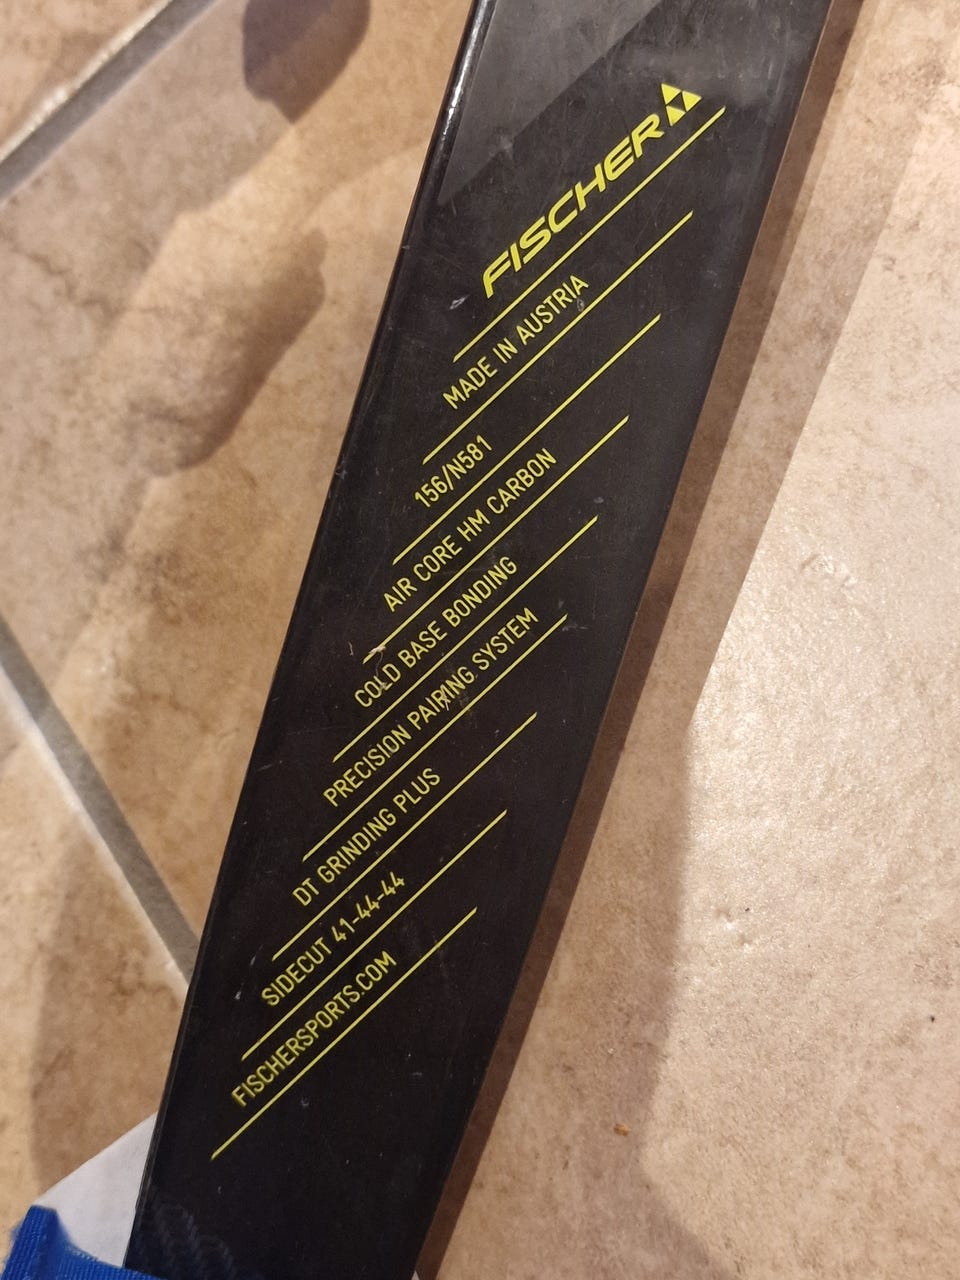 FISCHER
MADE IN AUSTRIA
156/N581
AIR CORE HM CARBON
COLD BASE BONDING
PRECISION PAIRING SYSTEM
DT GRINDING PLUS
SIDECUT 41-44-44
FISCHERSPORTS.COM